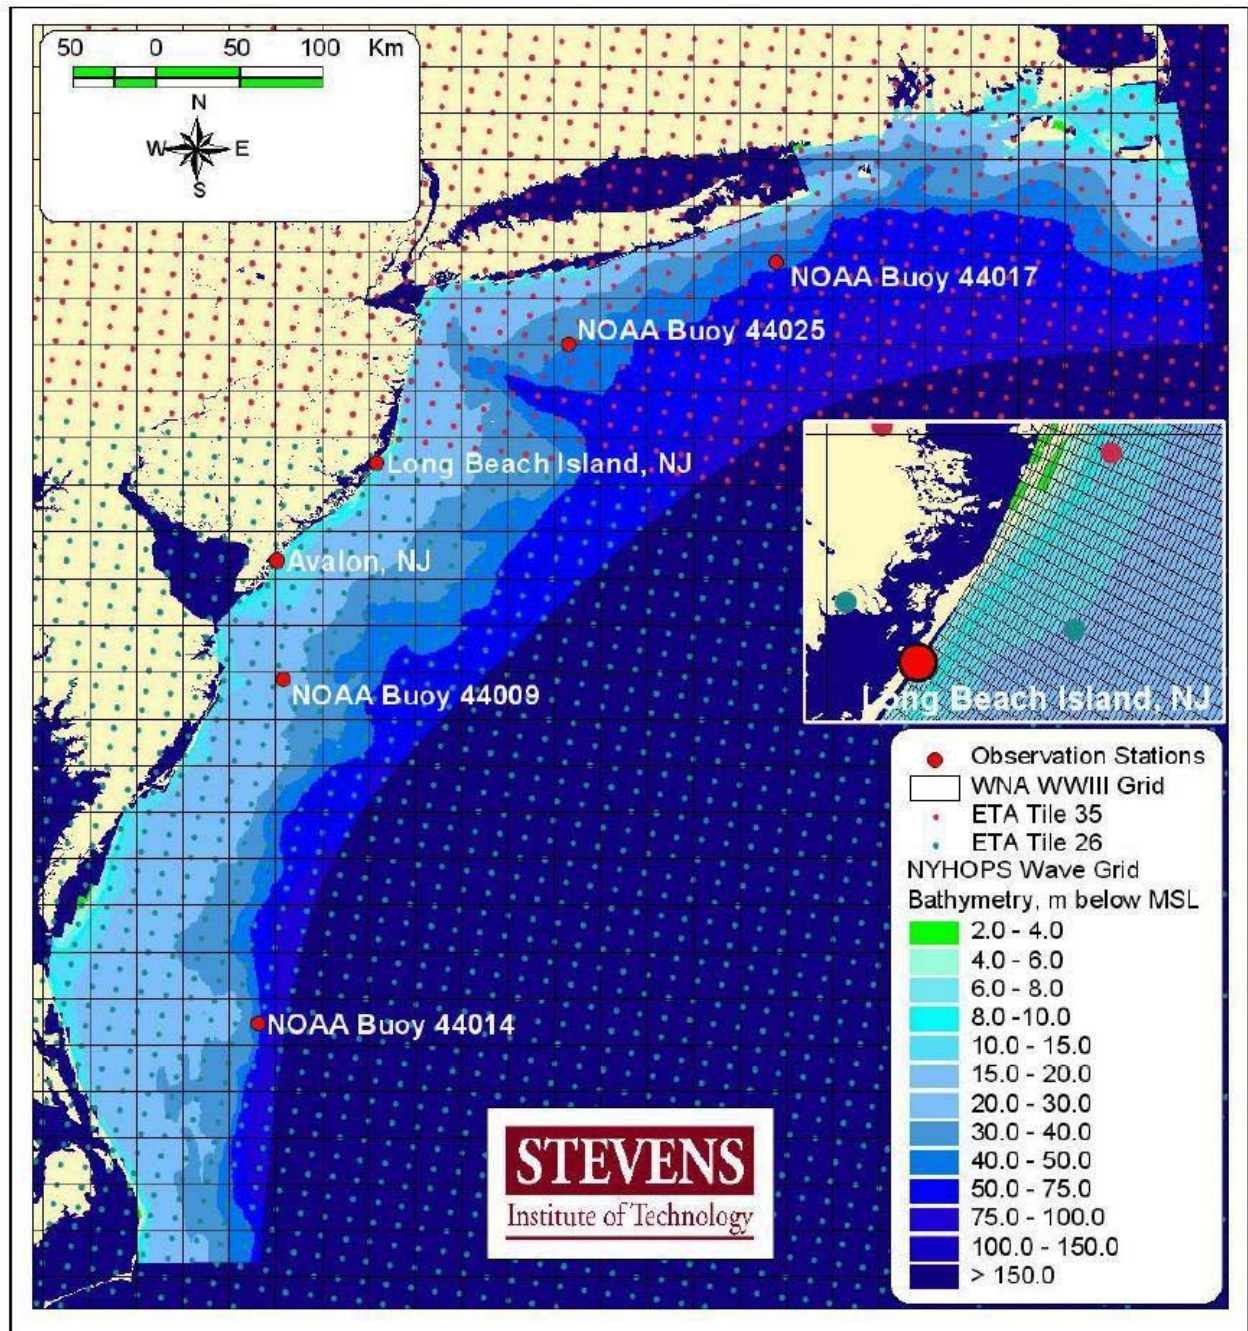 50 0 50 100 Km
N
W E
S
NOAA Buoy 44017
NOAA Buoy 44025
Long Beach Island, NJ
Avalon, NJ
NOAA Buoy 44009
NOAA Buoy 44014
Long Beach Island, NJ
Observation Stations
WNA WWIII Grid
ETA Tile 35
ETA Tile 26
NYHOPS Wave Grid
Bathymetry, m below MSL
2.0 - 4.0
4.0 - 6.0
6.0 - 8.0
8.0 -10.0
10.0 - 15.0
15.0 - 20.0
20.0 - 30.0
30.0 - 40.0
40.0 - 50.0
50.0 - 75.0
75.0 - 100.0
100.0 - 150.0
> 150.0
STEVENS
Institute of Technology